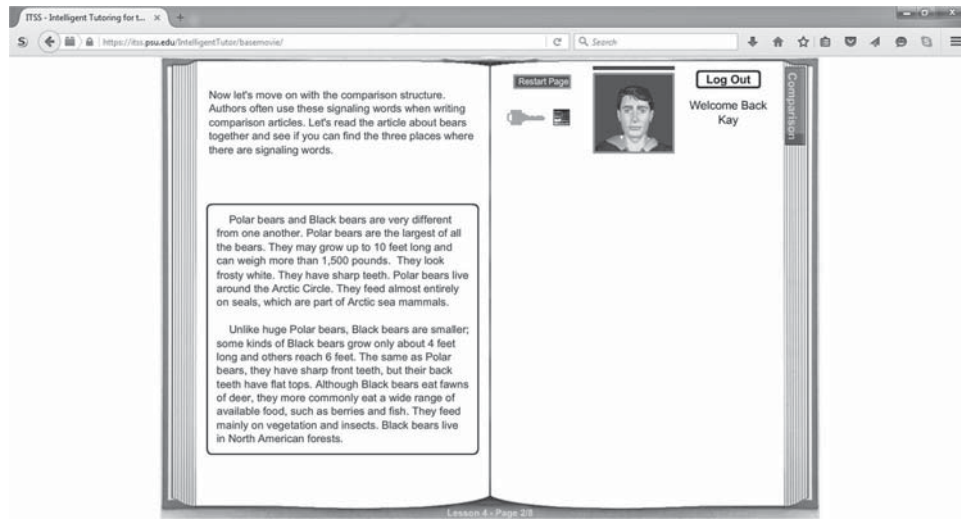 ITSS - Intelligent Tutoring for t...
https://itss.psu.edu/IntelligentTutor/basemovie/
Search
Now let's move on with the comparison structure.
Authors often use these signaling words when writing
comparison articles. Let's read the article about bears
together and see if you can find the three places where
there are signaling words.
Polar bears and Black bears are very different
from one another. Polar bears are the largest of all
the bears. They may grow up to 10 feet long and
can weigh more than 1,500 pounds. They look
frosty white. They have sharp teeth. Polar bears live
around the Arctic Circle. They feed almost entirely
on seals, which are part of Arctic sea mammals.
Unlike huge Polar bears, Black bears are smaller;
some kinds of Black bears grow only about 4 feet
long and others reach 6 feet. The same as Polar
bears, they have sharp front teeth, but their back
teeth have flat tops. Although Black bears eat fawns
of deer, they more commonly eat a wide range of
available food, such as berries and fish. They feed
mainly on vegetation and insects. Black bears live
in North American forests.
Restart Page
Log Out
Welcome Back
Kay
Comparison
Lesson 4 - Page 2/8